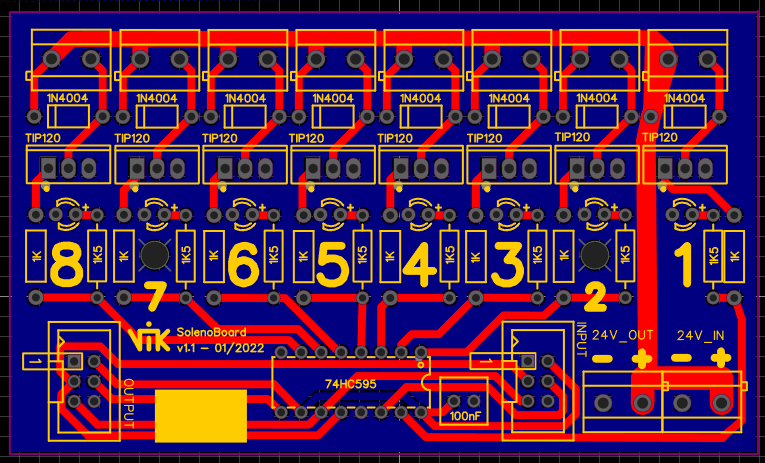 1N4004 1N4004 1N4004 1N4004 1N4004 1N4004 1N4004 1N4004
TIP120 TIP120 TIP120 TIP120 TIP120 TIP120 TIP120 TIP120
+ + + + + + + +
1K 8 1K5 1K 7 1K5 1K 6 1K5 1K 5 1K5 1K 4 1K5 1K 3 1K5 1K 2 1K5 1 1K5 1K
ViK SolenoBoard
v1.1 - 01/2022
INPUT
24V_OUT 24V_IN
- + - +
1
1
OUTPUT
74HC595
100nF